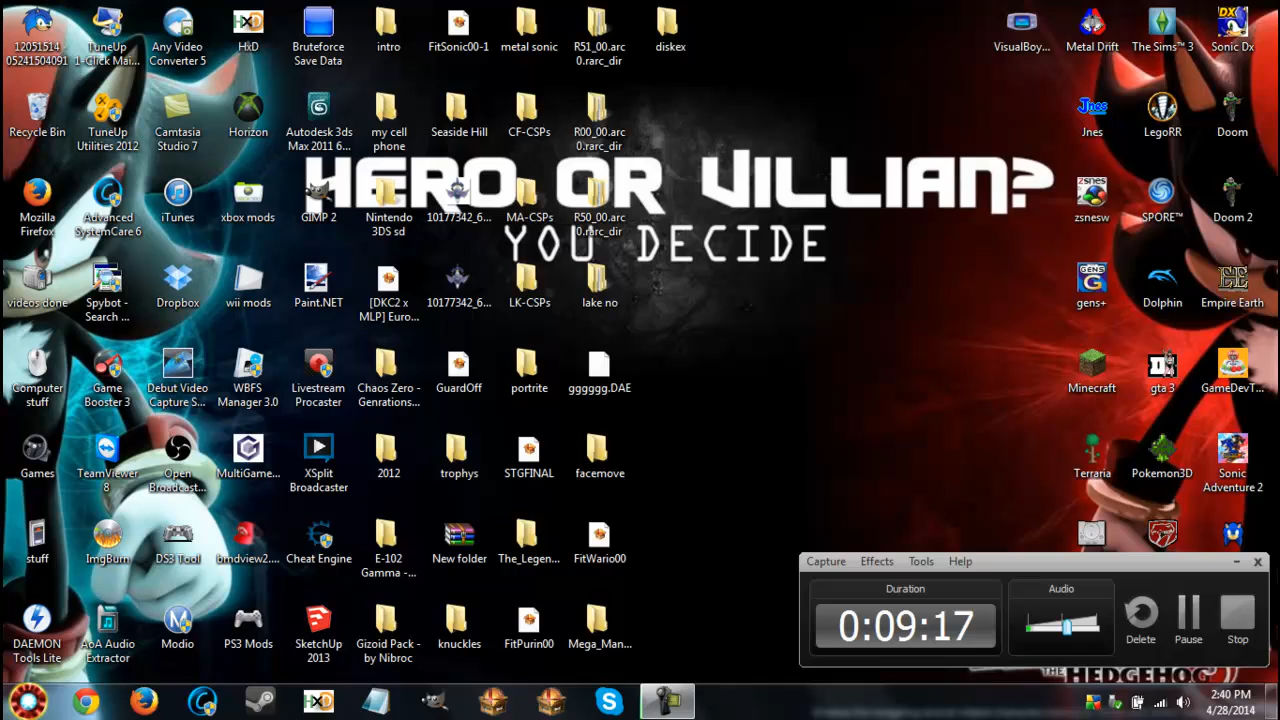 12051514
05241504091
TuneUp
1-Click Mai...
Any Video
Converter 5
HxD
Bruteforce
Save Data
intro
FitSonic00-1
metal sonic
R51_00.arc
0.rarc_dir
diskex
VisualBoy...
Metal Drift
The Sims™ 3
Sonic Dx
Recycle Bin
TuneUp
Utilities 2012
Camtasia
Studio 7
Horizon
Autodesk 3ds
Max 2011 6...
my cell
phone
Seaside Hill
CF-CSPs
R00_00.arc
0.rarc_dir
Jnes
LegoRR
Doom
HERO OR VILLIAN?
YOU DECIDE
Mozilla
Firefox
Advanced
SystemCare 6
iTunes
xbox mods
GIMP 2
Nintendo
3DS sd
10177342_6...
MA-CSPs
R50_00.arc
0.rarc_dir
zsnesw
SPORE™
Doom 2
videos done
Spybot -
Search ...
Dropbox
wii mods
Paint.NET
[DKC2 x
MLP] Euro...
10177342_6...
LK-CSPs
lake no
gens+
Dolphin
Empire Earth
Gomputer
stuff
Game
Booster 3
Debut Video
Capture S...
WBFS
Manager 3.0
Livestream
Procaster
Chaos Zero -
Genrations...
GuardOff
portrite
gggggg.DAE
Minecraft
gta 3
GameDevT...
Games
TeamViewer
8
Open
Broadcast...
MultiGame...
XSplit
Broadcaster
2012
trophys
STGFINAL
facemove
Terraria
Pokemon3D
Sonic
Adventure 2
stuff
ImgBurn
DS3 Tool
brmdview2....
Cheat Engine
E-102
Gamma -...
New folder
The_Legen...
FitWario00
DAEMON
Tools Lite
AoA Audio
Extractor
Modio
PS3 Mods
SketchUp
2013
Gizoid Pack -
by Nibroc
knuckles
FitPurin00
Mega_Man...
Capture Effects Tools Help
Duration
Audio
0:09:17
Delete
Pause
Stop
THE HEDGEHOG
2:40 PM
4/28/2014